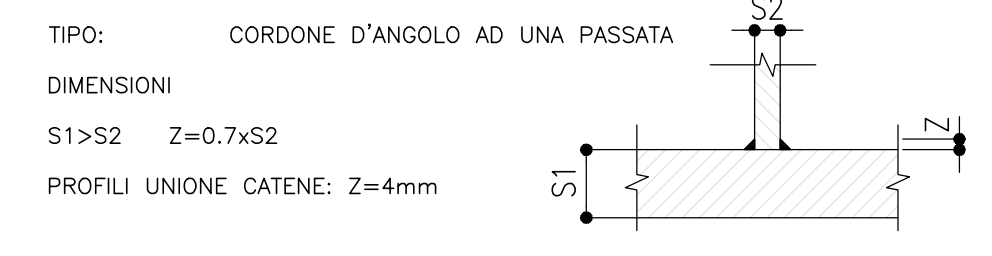 S2
TIPO: CORDONE D'ANGOLO AD UNA PASSATA
DIMENSIONI
S1>S2 Z=0.7xS2
Z
PROFILI UNIONE CATENE: Z=4mm
S1